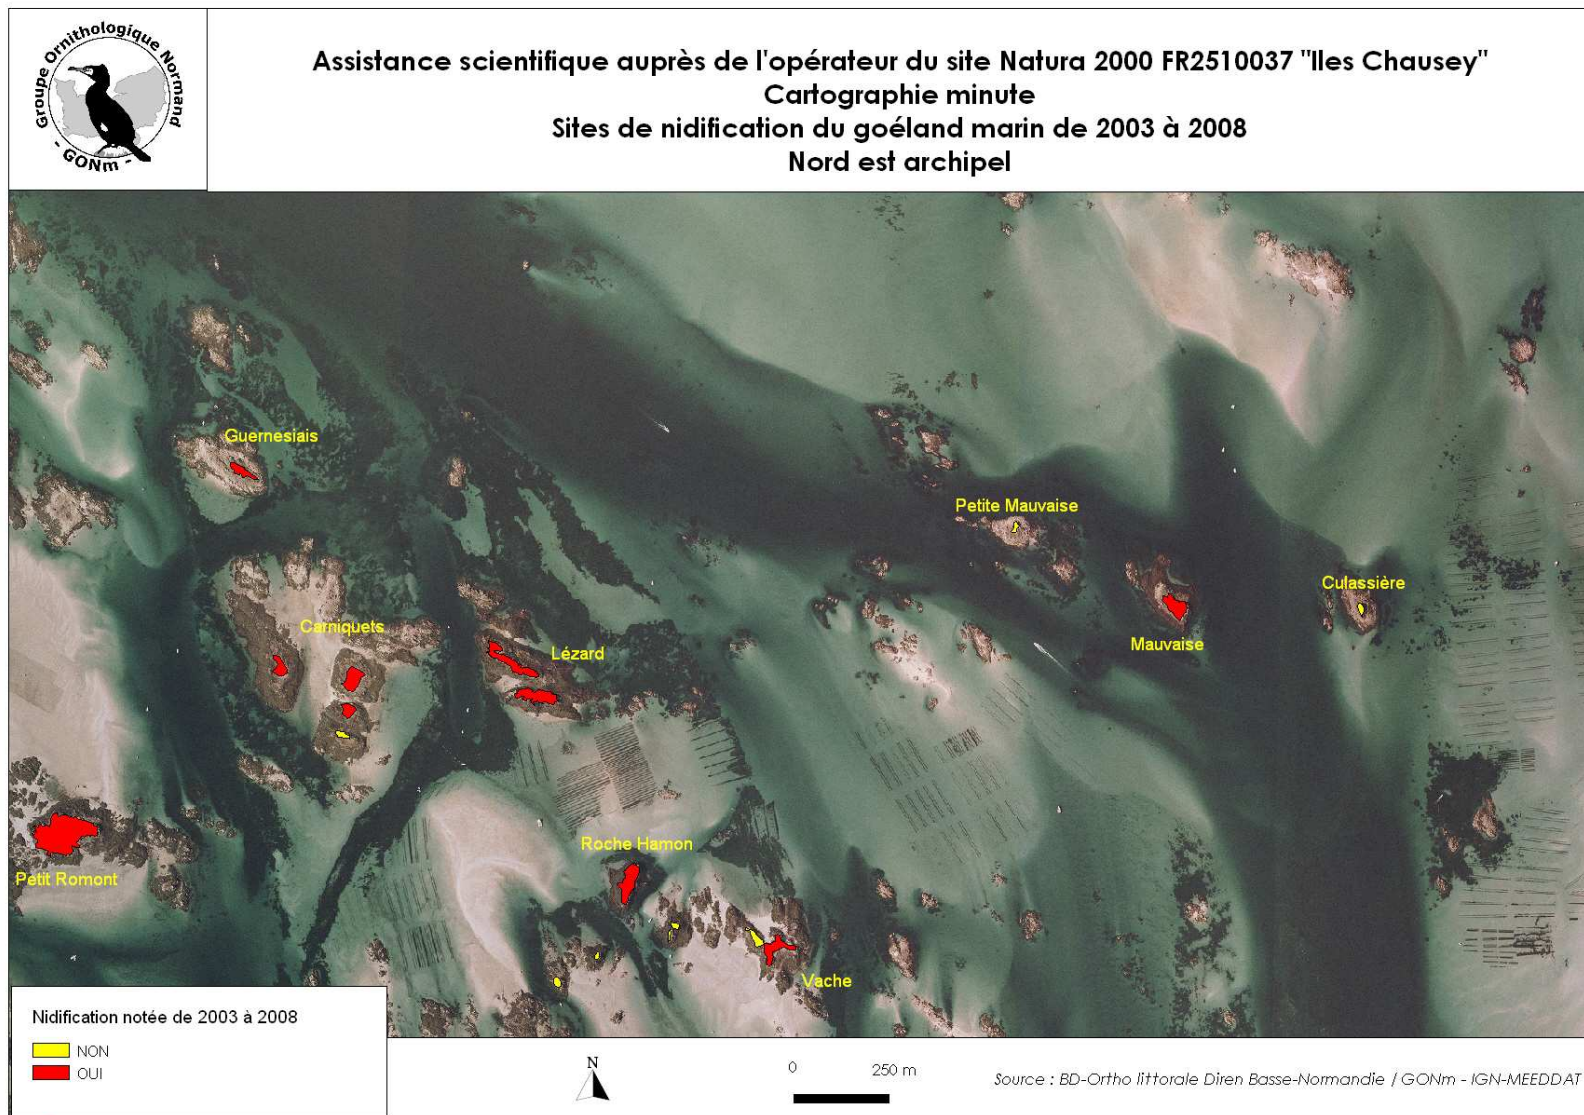 Groupe Ornithologique Normand
- GONm -
Assistance scientifique auprès de l'opérateur du site Natura 2000 FR2510037 "Iles Chausey"
Cartographie minute
Sites de nidification du goéland marin de 2003 à 2008
Nord est archipel
Guernesiais
Petite Mauvaise
Culassière
Carniquets
Lézard
Mauvaise
Roche Hamon
Petit Romont
Vache
Nidification notée de 2003 à 2008
NON
OUI
N
0 250 m
Source : BD-Ortho littorale Diren Basse-Normandie / GONm - IGN-MEEDDAT